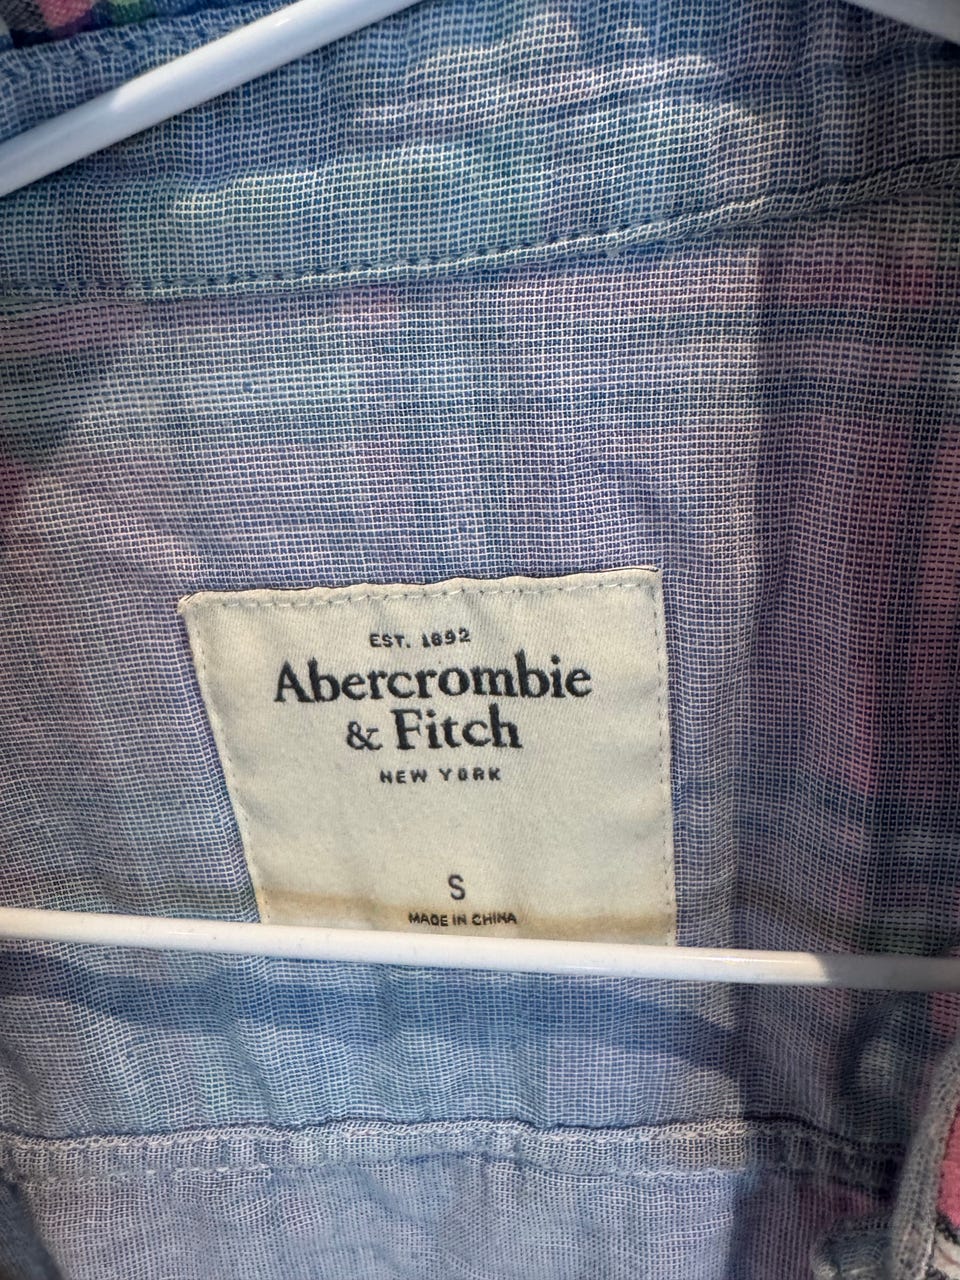 EST. 1892
Abercrombie
& Fitch
NEW YORK
S
MADE IN CHINA